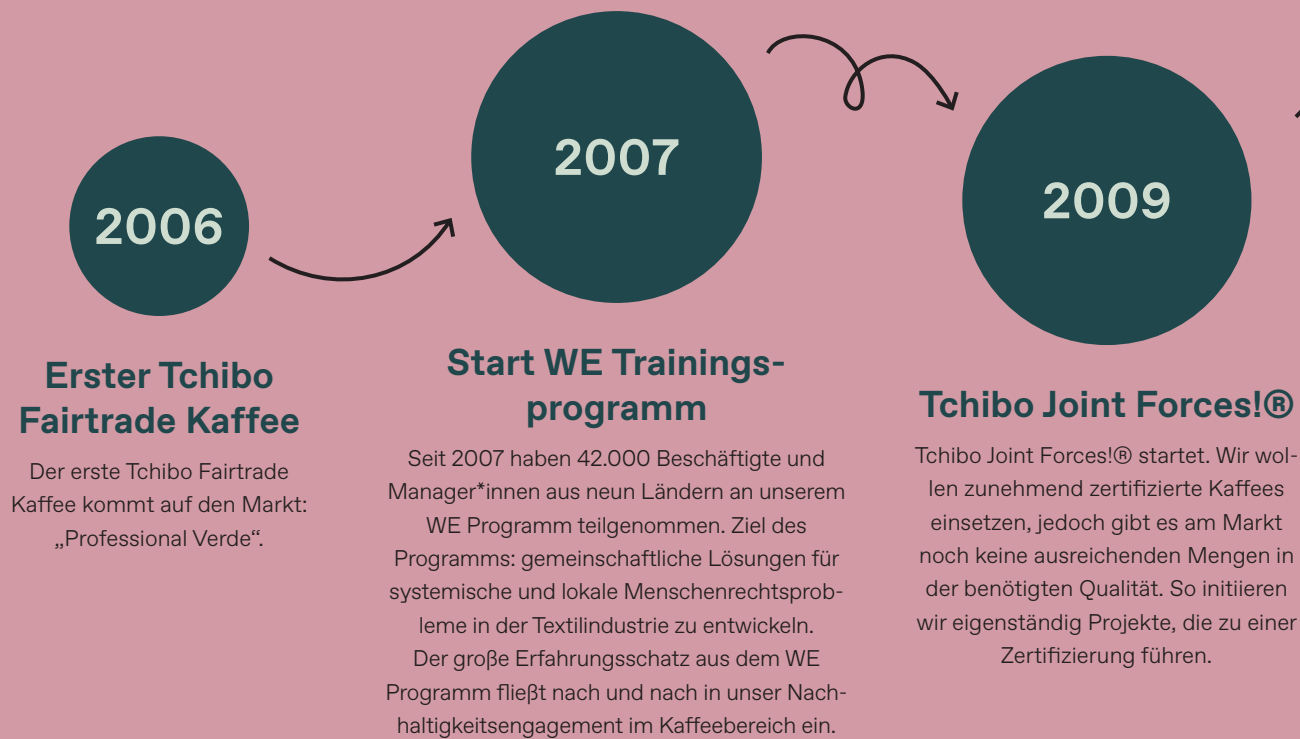 2006
Erster Tchibo
Fairtrade Kaffee
Der erste Tchibo Fairtrade
Kaffee kommt auf den Markt:
„Professional Verde“.
2007
Start WE Trainings-
programm
Seit 2007 haben 42.000 Beschäftigte und
Manager*innen aus neun Ländern an unserem
WE Programm teilgenommen. Ziel des
Programms: gemeinschaftliche Lösungen für
systemische und lokale Menschenrechtsprob-
leme in der Textilindustrie zu entwickeln.
Der große Erfahrungsschatz aus dem WE
Programm fließt nach und nach in unser Nach-
haltigkeitsengagement im Kaffeebereich ein.
2009
Tchibo Joint Forces!®
Tchibo Joint Forces!® startet. Wir wol-
len zunehmend zertifizierte Kaffees
einsetzen, jedoch gibt es am Markt
noch keine ausreichenden Mengen in
der benötigten Qualität. So initiieren
wir eigenständig Projekte, die zu einer
Zertifizierung führen.